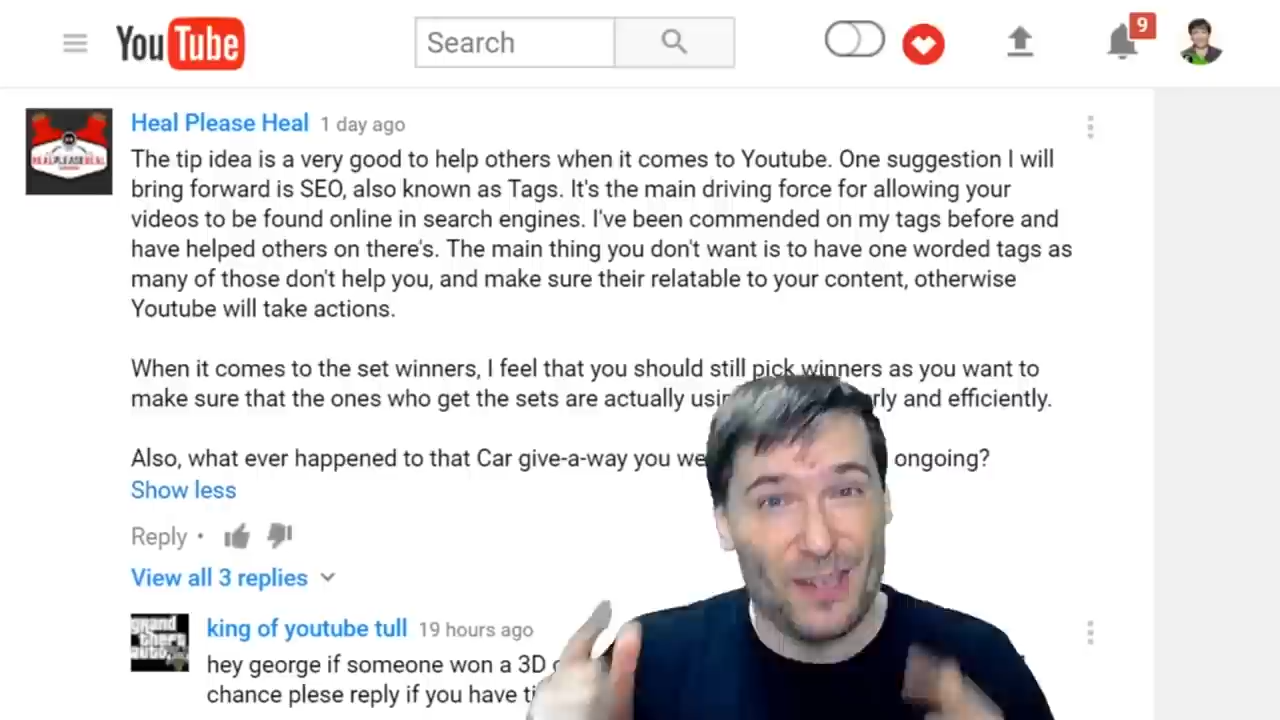 YouTube
Search
9
HEALPLEASEHEAL
Heal Please Heal 1 day ago
The tip idea is a very good to help others when it comes to Youtube. One suggestion I will
bring forward is SEO, also known as Tags. It's the main driving force for allowing your
videos to be found online in search engines. I've been commended on my tags before and
have helped others on there's. The main thing you don't want is to have one worded tags as
many of those don't help you, and make sure their relatable to your content, otherwise
Youtube will take actions.
When it comes to the set winners, I feel that you should still pick winners as you want to
make sure that the ones who get the sets are actually and efficiently.
Also, what ever happened to that Car give-a-way you ongoing?
Show less
Reply •
View all 3 replies
grand
theft
auto
king of youtube tull 19 hours ago
hey george if someone won a 3D
chance plese reply if you have